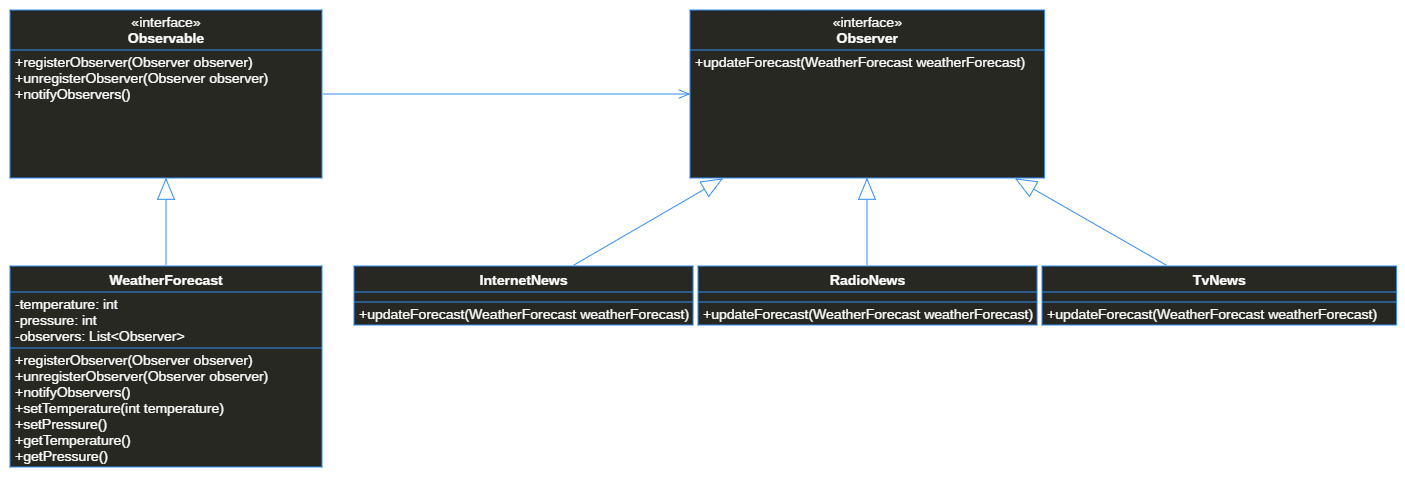 «interface»
Observable
+registerObserver(Observer observer)
+unregisterObserver(Observer observer)
+notifyObservers()
«interface»
Observer
+updateForecast(WeatherForecast weatherForecast)
WeatherForecast
-temperature: int
-pressure: int
-observers: List<Observer>
+registerObserver(Observer observer)
+unregisterObserver(Observer observer)
+notifyObservers()
+setTemperature(int temperature)
+setPressure()
+getTemperature()
+getPressure()
InternetNews
+updateForecast(WeatherForecast weatherForecast)
RadioNews
+updateForecast(WeatherForecast weatherForecast)
TvNews
+updateForecast(WeatherForecast weatherForecast)